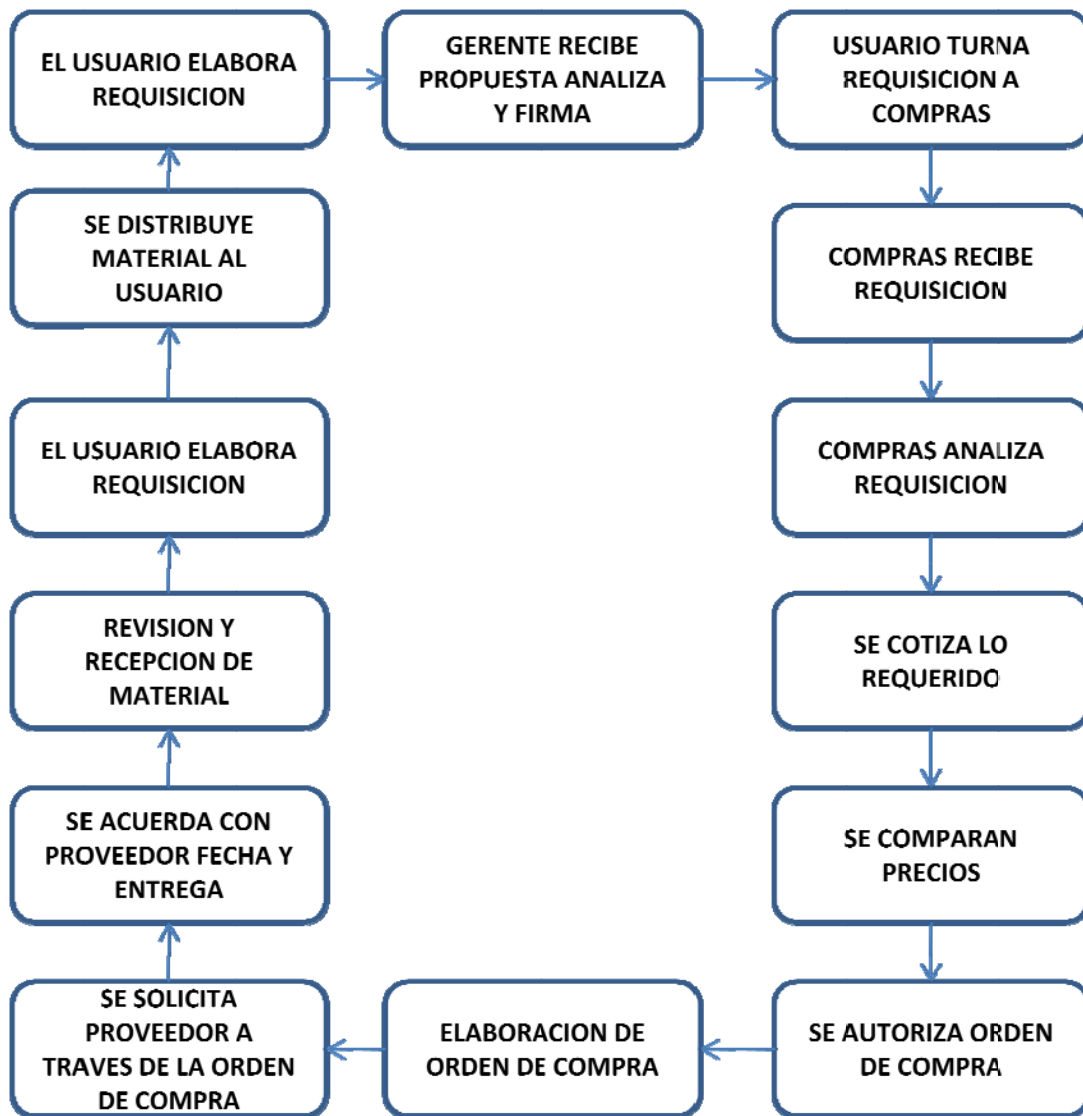 EL USUARIO ELABORA
REQUISICION
GERENTE RECIBE
PROPUESTA ANALIZA
Y FIRMA
USUARIO TURNA
REQUISICION A
COMPRAS
COMPRAS RECIBE
REQUISICION
COMPRAS ANALIZA
REQUISICION
SE COTIZA LO
REQUERIDO
SE COMPARAN
PRECIOS
SE AUTORIZA ORDEN
DE COMPRA
ELABORACION DE
ORDEN DE COMPRA
SE SOLICITA
PROVEEDOR A
TRAVES DE LA ORDEN
DE COMPRA
SE ACUERDA CON
PROVEEDOR FECHA Y
ENTREGA
REVISION Y
RECEPCION DE
MATERIAL
EL USUARIO ELABORA
REQUISICION
SE DISTRIBUYE
MATERIAL AL
USUARIO